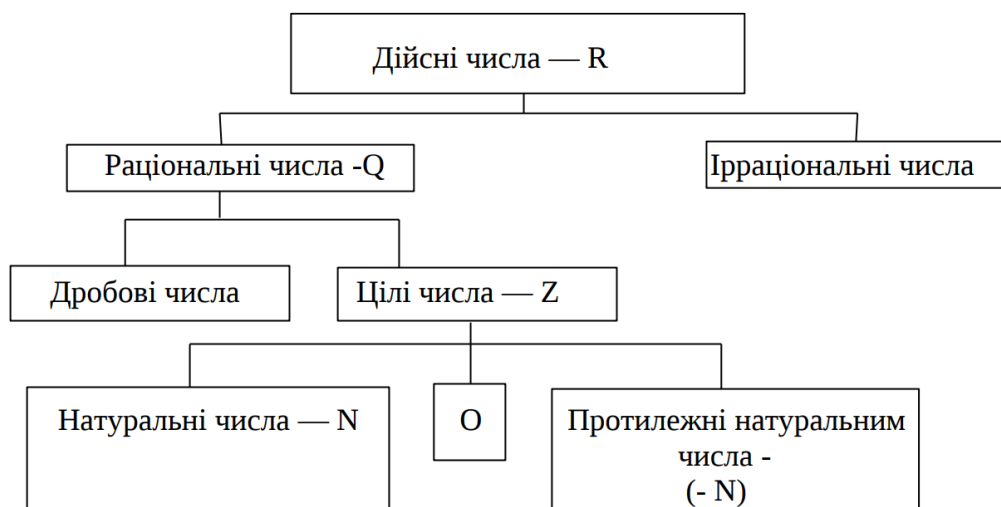 Дійсні числа — R
Раціональні числа -Q
Ірраціональні числа
Дробові числа
Цілі числа — Z
Натуральні числа — N
О
Протилежні натуральним
числа -
(- N)